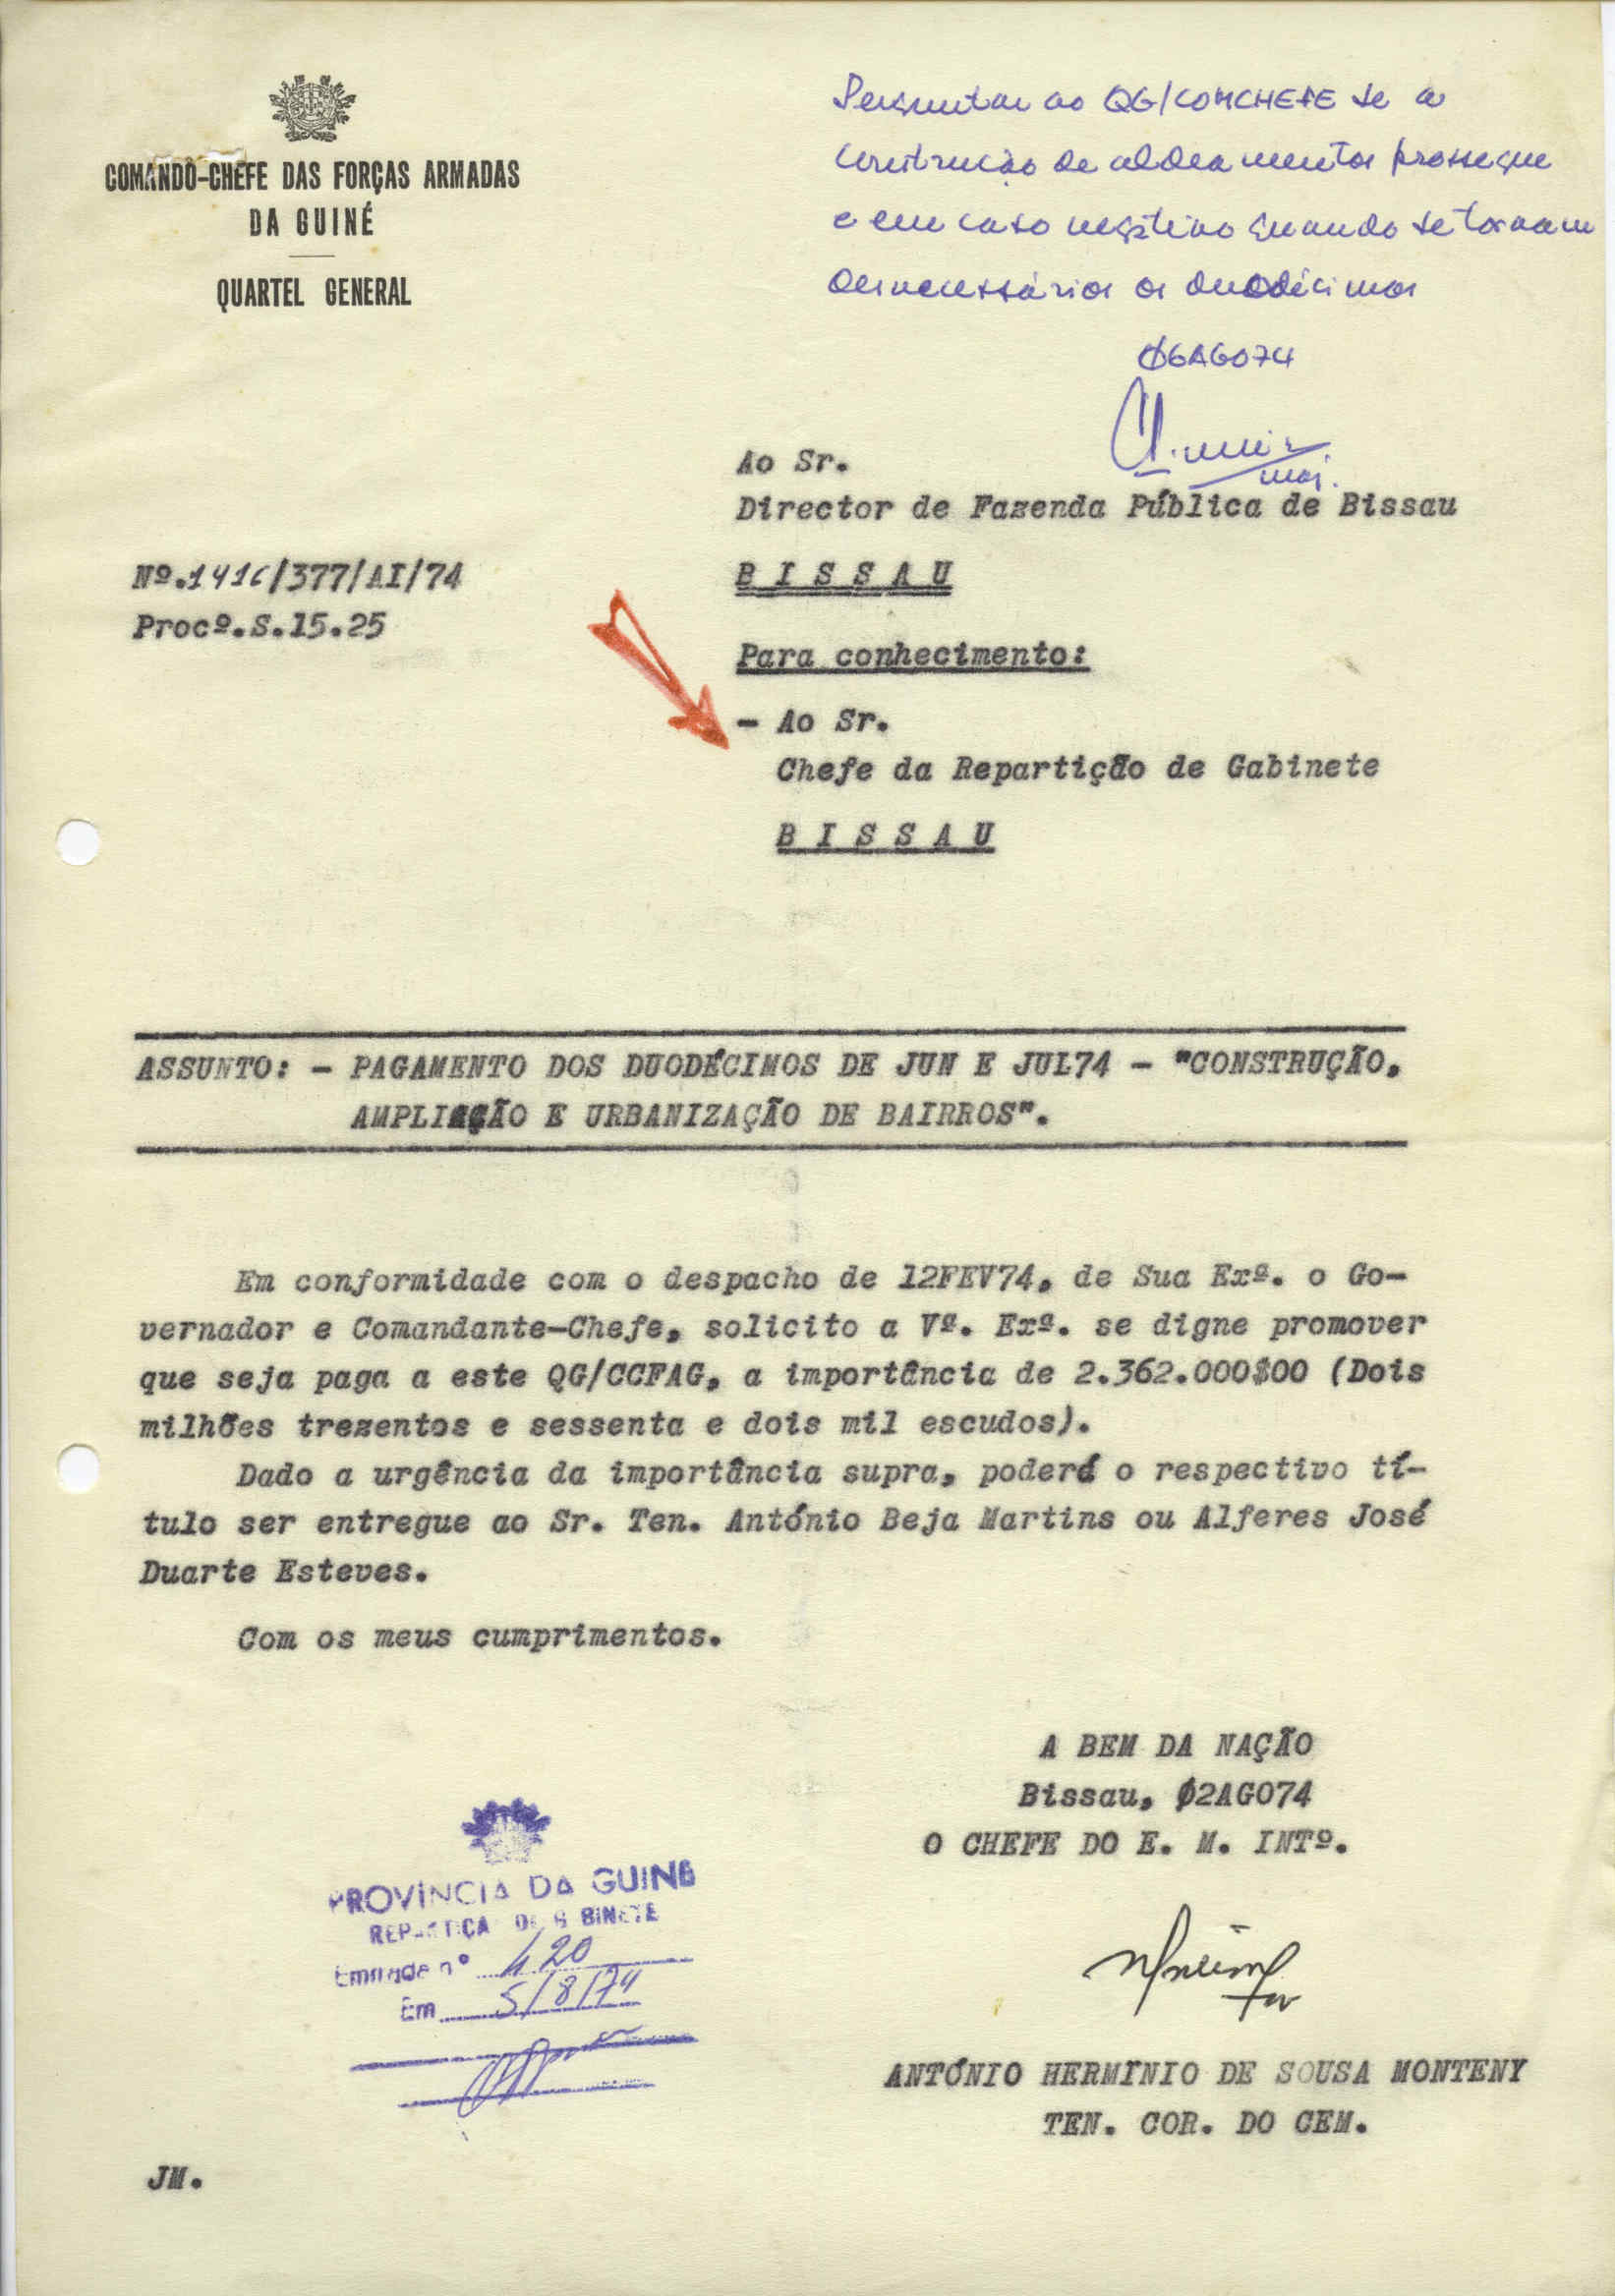 COMANDO-CHEFE DAS FORÇAS ARMADAS
DA GUINÉ
QUARTEL GENERAL
Perguntar ao QG/COMCHEFE se a
construção de aldeamentos prossegue
e em caso negativo quando se tornam
desnecessários os duodécimos
06AGO74
maj.
Ao Sr.
Director de Fazenda Pública de Bissau
B I S S A U
Nº.1416/377/AI/74
Procº.S.15.25
Para conhecimento:
- Ao Sr.
Chefe da Repartição de Gabinete
B I S S A U
ASSUNTO: - PAGAMENTO DOS DUODÉCIMOS DE JUN E JUL74 - "CONSTRUÇÃO,
AMPLIAÇÃO E URBANIZAÇÃO DE BAIRROS".
Em conformidade com o despacho de 12FEV74, de Sua Exª. o Go-
vernador e Comandante-Chefe, solicito a Vª. Exª. se digne promover
que seja paga a este QG/CCFAG, a importância de 2.362.000$00 (Dois
milhões trezentos e sessenta e dois mil escudos).
Dado a urgência da importância supra, poderá o respectivo tí-
tulo ser entregue ao Sr. Ten. António Beja Martins ou Alferes José
Duarte Esteves.
Com os meus cumprimentos.
A BEM DA NAÇÃO
Bissau, 02AGO74
O CHEFE DO E. M. INTº.
PROVÍNCIA DA GUINÉ
REPARTIÇÃO DE GABINETE
Entrada nº 420
Em 5/8/74
ANTÓNIO HERMÍNIO DE SOUSA MONTENY
TEN. COR. DO CEM.
JM.